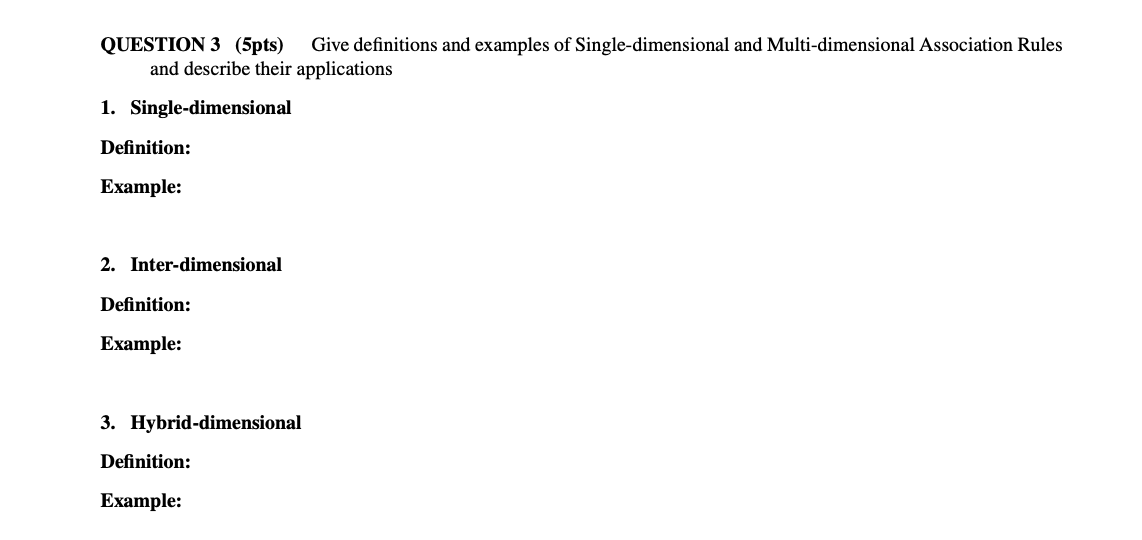 QUESTION 3 (5pts) Give definitions and examples of Single-dimensional and Multi-dimensional Association Rules
and describe their applications
1. Single-dimensional
Definition:
Example:
2. Inter-dimensional
Definition:
Example:
3. Hybrid-dimensional
Definition:
Example: